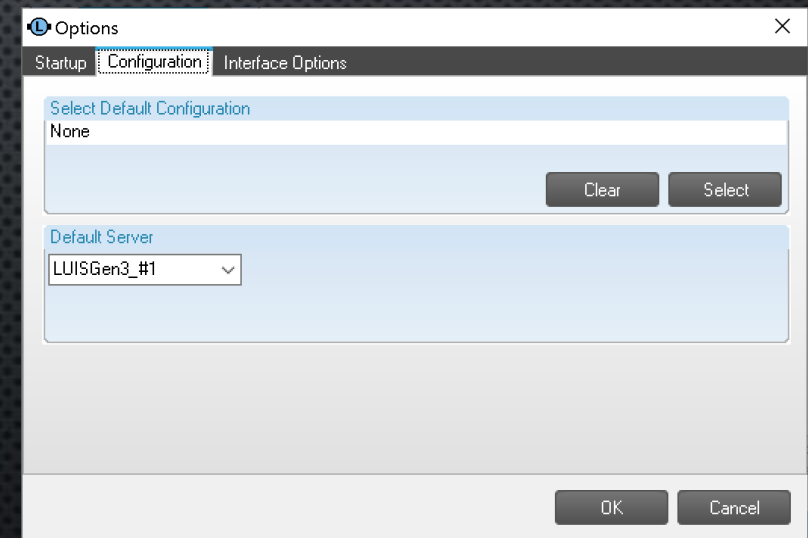 L Options
Startup Configuration Interface Options
Select Default Configuration
None
Clear Select
Default Server
LUISGen3_#1
OK Cancel